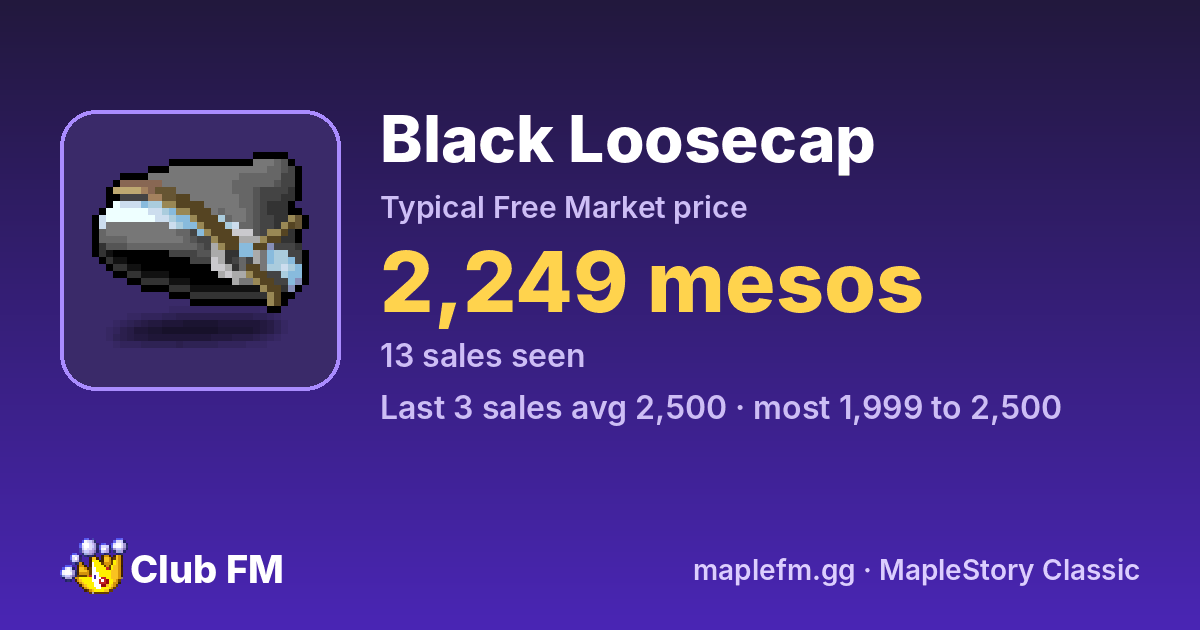 Black Loosecap
Typical Free Market price
2,249 mesos
13 sales seen
Last 3 sales avg 2,500 · most 1,999 to 2,500
Club FM
maplefm.gg · MapleStory Classic